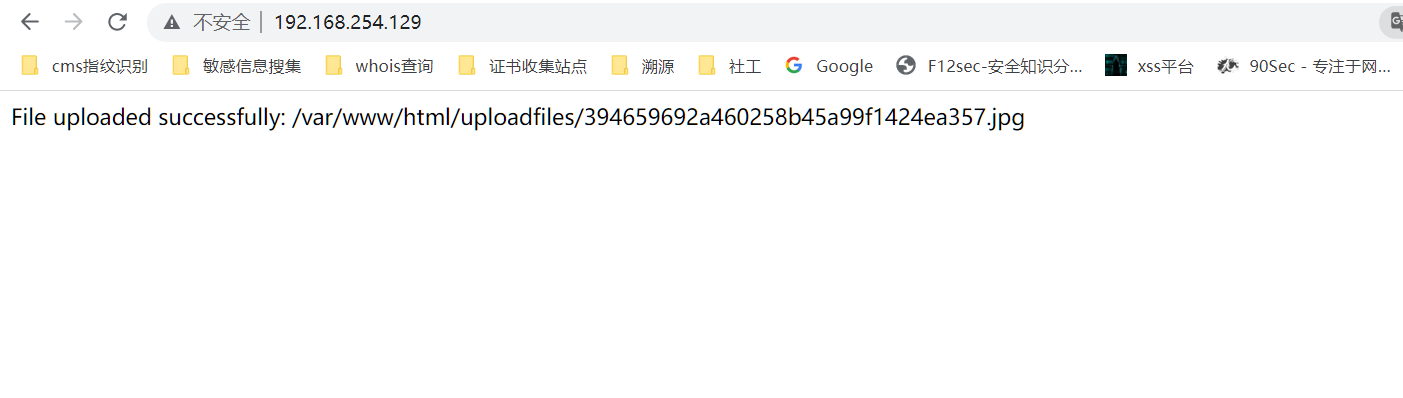 不安全 | 192.168.254.129
cms指纹识别 敏感信息搜集 whois查询 证书收集站点 溯源 社工 Google F12sec-安全知识分... xss平台 90Sec - 专注于网...
File uploaded successfully: /var/www/html/uploadfiles/394659692a460258b45a99f1424ea357.jpg